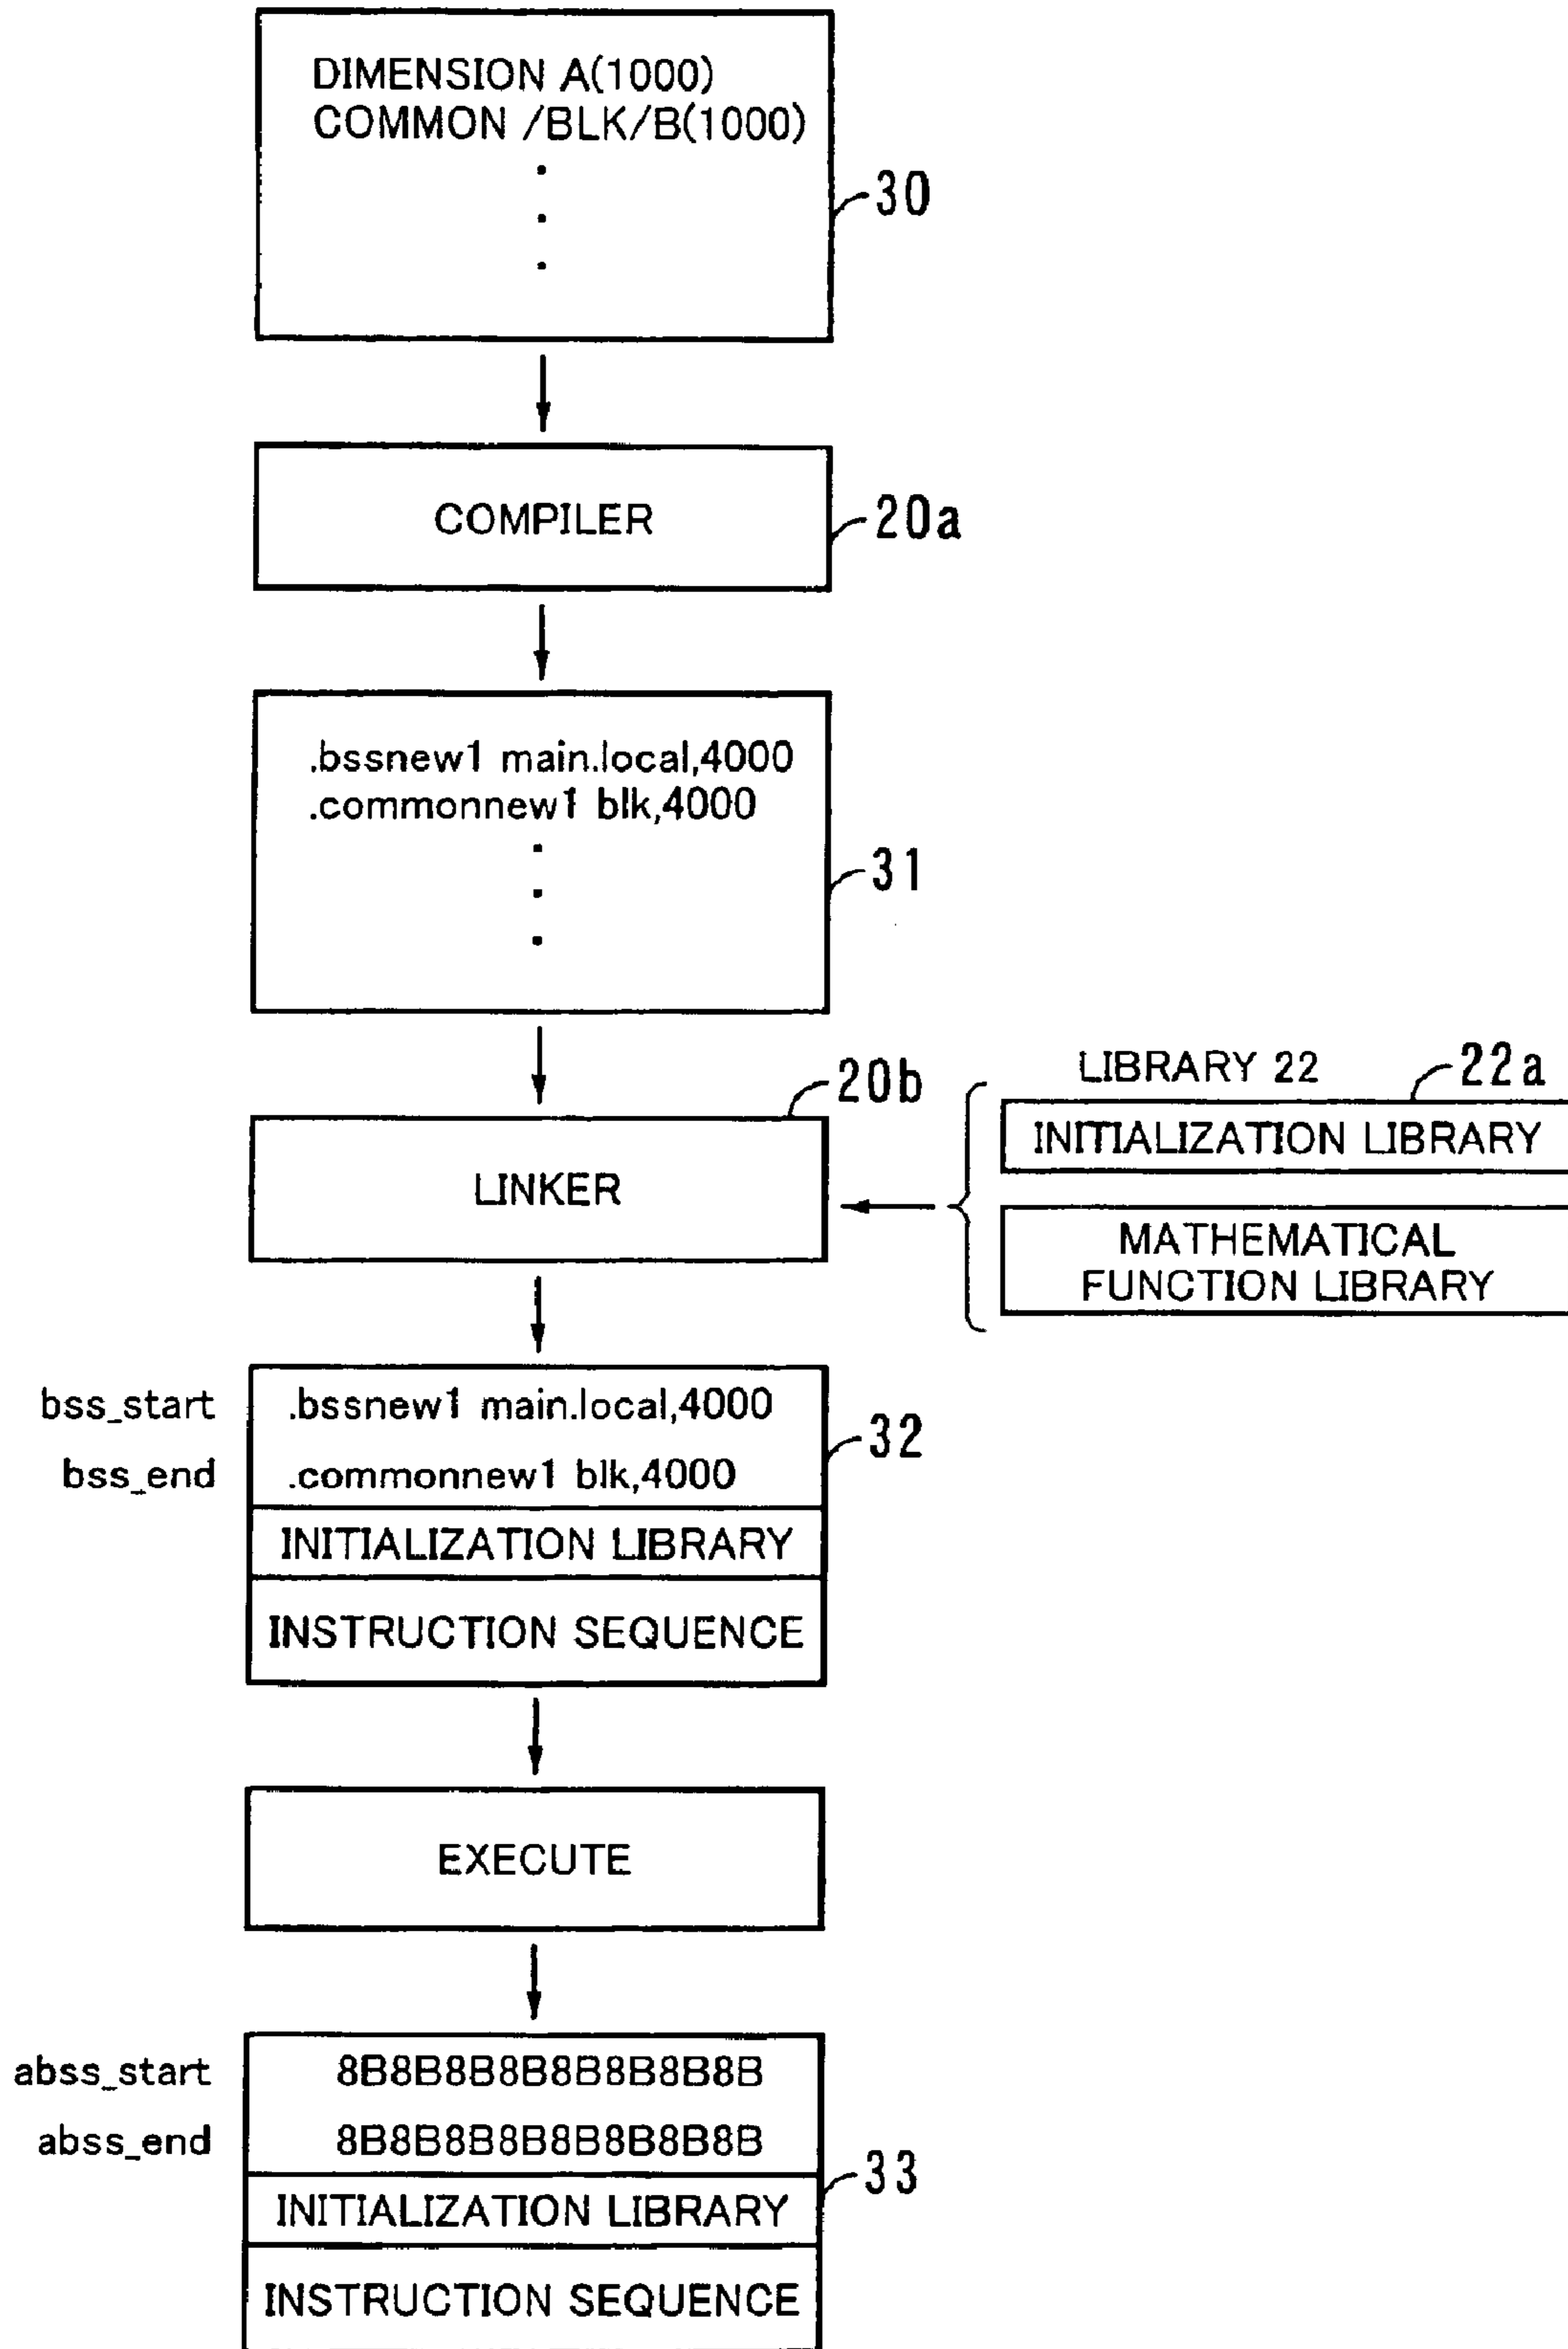 DIMENSION A(1000)
COMMON /BLK/B(1000)
30
COMPILER
20a
.bssnew1 main.local,4000
.commonnew1 blk,4000
31
20b
LINKER
LIBRARY 22
22a
INITIALIZATION LIBRARY
MATHEMATICAL
FUNCTION LIBRARY
bss_start .bssnew1 main.local,4000
32
bss_end .commonnew1 blk,4000
INITIALIZATION LIBRARY
INSTRUCTION SEQUENCE
EXECUTE
abss_start 8B8B8B8B8B8B8B8B
abss_end 8B8B8B8B8B8B8B8B
33
INITIALIZATION LIBRARY
INSTRUCTION SEQUENCE